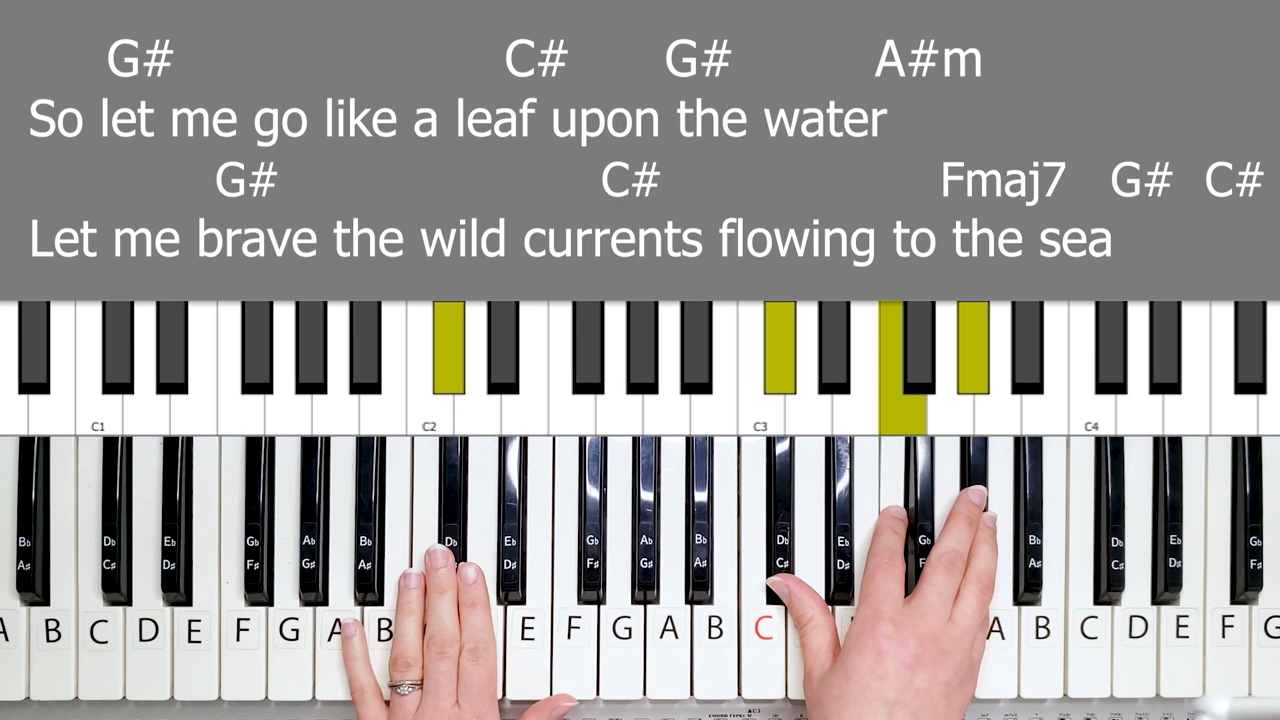 G# C# G# A#m
So let me go like a leaf upon the water
G# C# Fmaj7 G# C#
Let me brave the wild currents flowing to the sea
C1 C2 C3 C4
Bb Db Eb Gb Ab Bb Db Eb Gb Ab Bb Db Eb Gb Bb Db Eb Gb
A# C# D# F# G# A# D# F# G# A# C# D# F A# C# D# F#
A B C D E F G A B E F G A B C A B C D E F G
▲C3